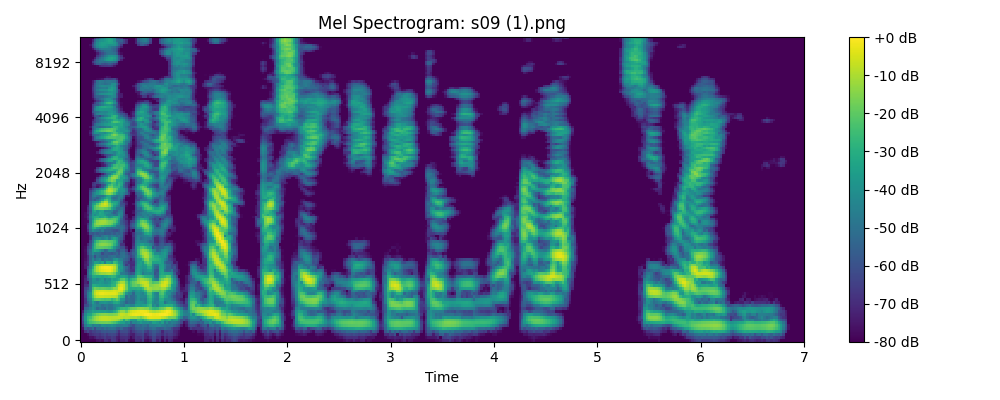 Mel Spectrogram: s09 (1).png
8192
4096
2048
1024
512
0
Hz
0 1 2 3 4 5 6 7
Time
+0 dB
-10 dB
-20 dB
-30 dB
-40 dB
-50 dB
-60 dB
-70 dB
-80 dB